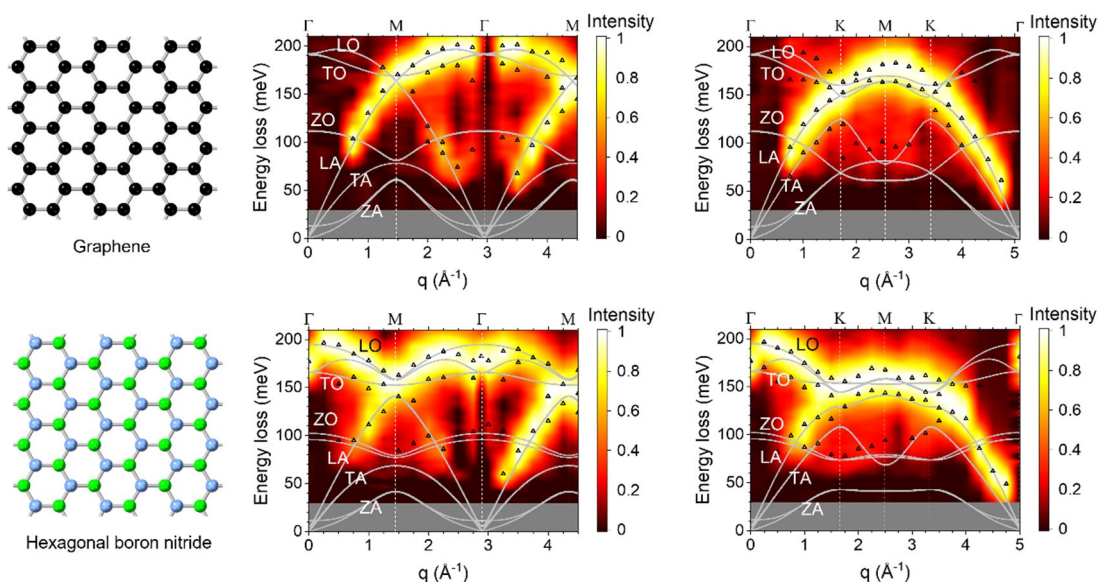 Graphene
Γ M Γ M
Intensity
200
150
100
50
0
Energy loss (meV)
LO
TO
ZO
LA
TA
ZA
0 1 2 3 4
q (Å⁻¹)
1
0.8
0.6
0.4
0.2
0
Γ K M K Γ
Intensity
200
150
100
50
0
Energy loss (meV)
LO
TO
ZO
LA
TA
ZA
0 1 2 3 4 5
q (Å⁻¹)
1
0.8
0.6
0.4
0.2
0
Hexagonal boron nitride
Γ M Γ M
Intensity
200
150
100
50
0
Energy loss (meV)
LO
TO
ZO
LA
TA
ZA
0 1 2 3 4
q (Å⁻¹)
1
0.8
0.6
0.4
0.2
0
Γ K M K Γ
Intensity
200
150
100
50
0
Energy loss (meV)
LO
TO
ZO
LA
TA
ZA
0 1 2 3 4 5
q (Å⁻¹)
1
0.8
0.6
0.4
0.2
0